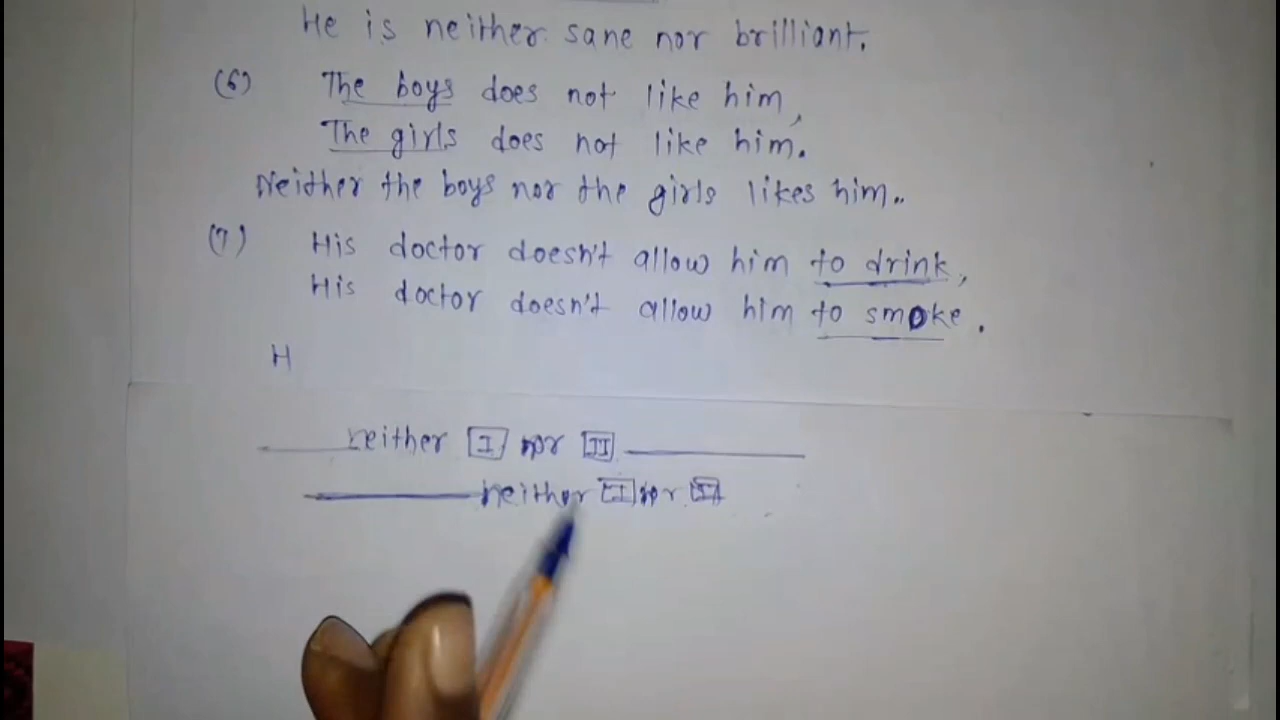 He is neither sane nor brilliant.
(6) The boys does not like him,
The girls does not like him.
Neither the boys nor the girls likes him..
(7) His doctor doesn't allow him to drink,
His doctor doesn't allow him to smoke.
H
neither I nor II
neither I nor II